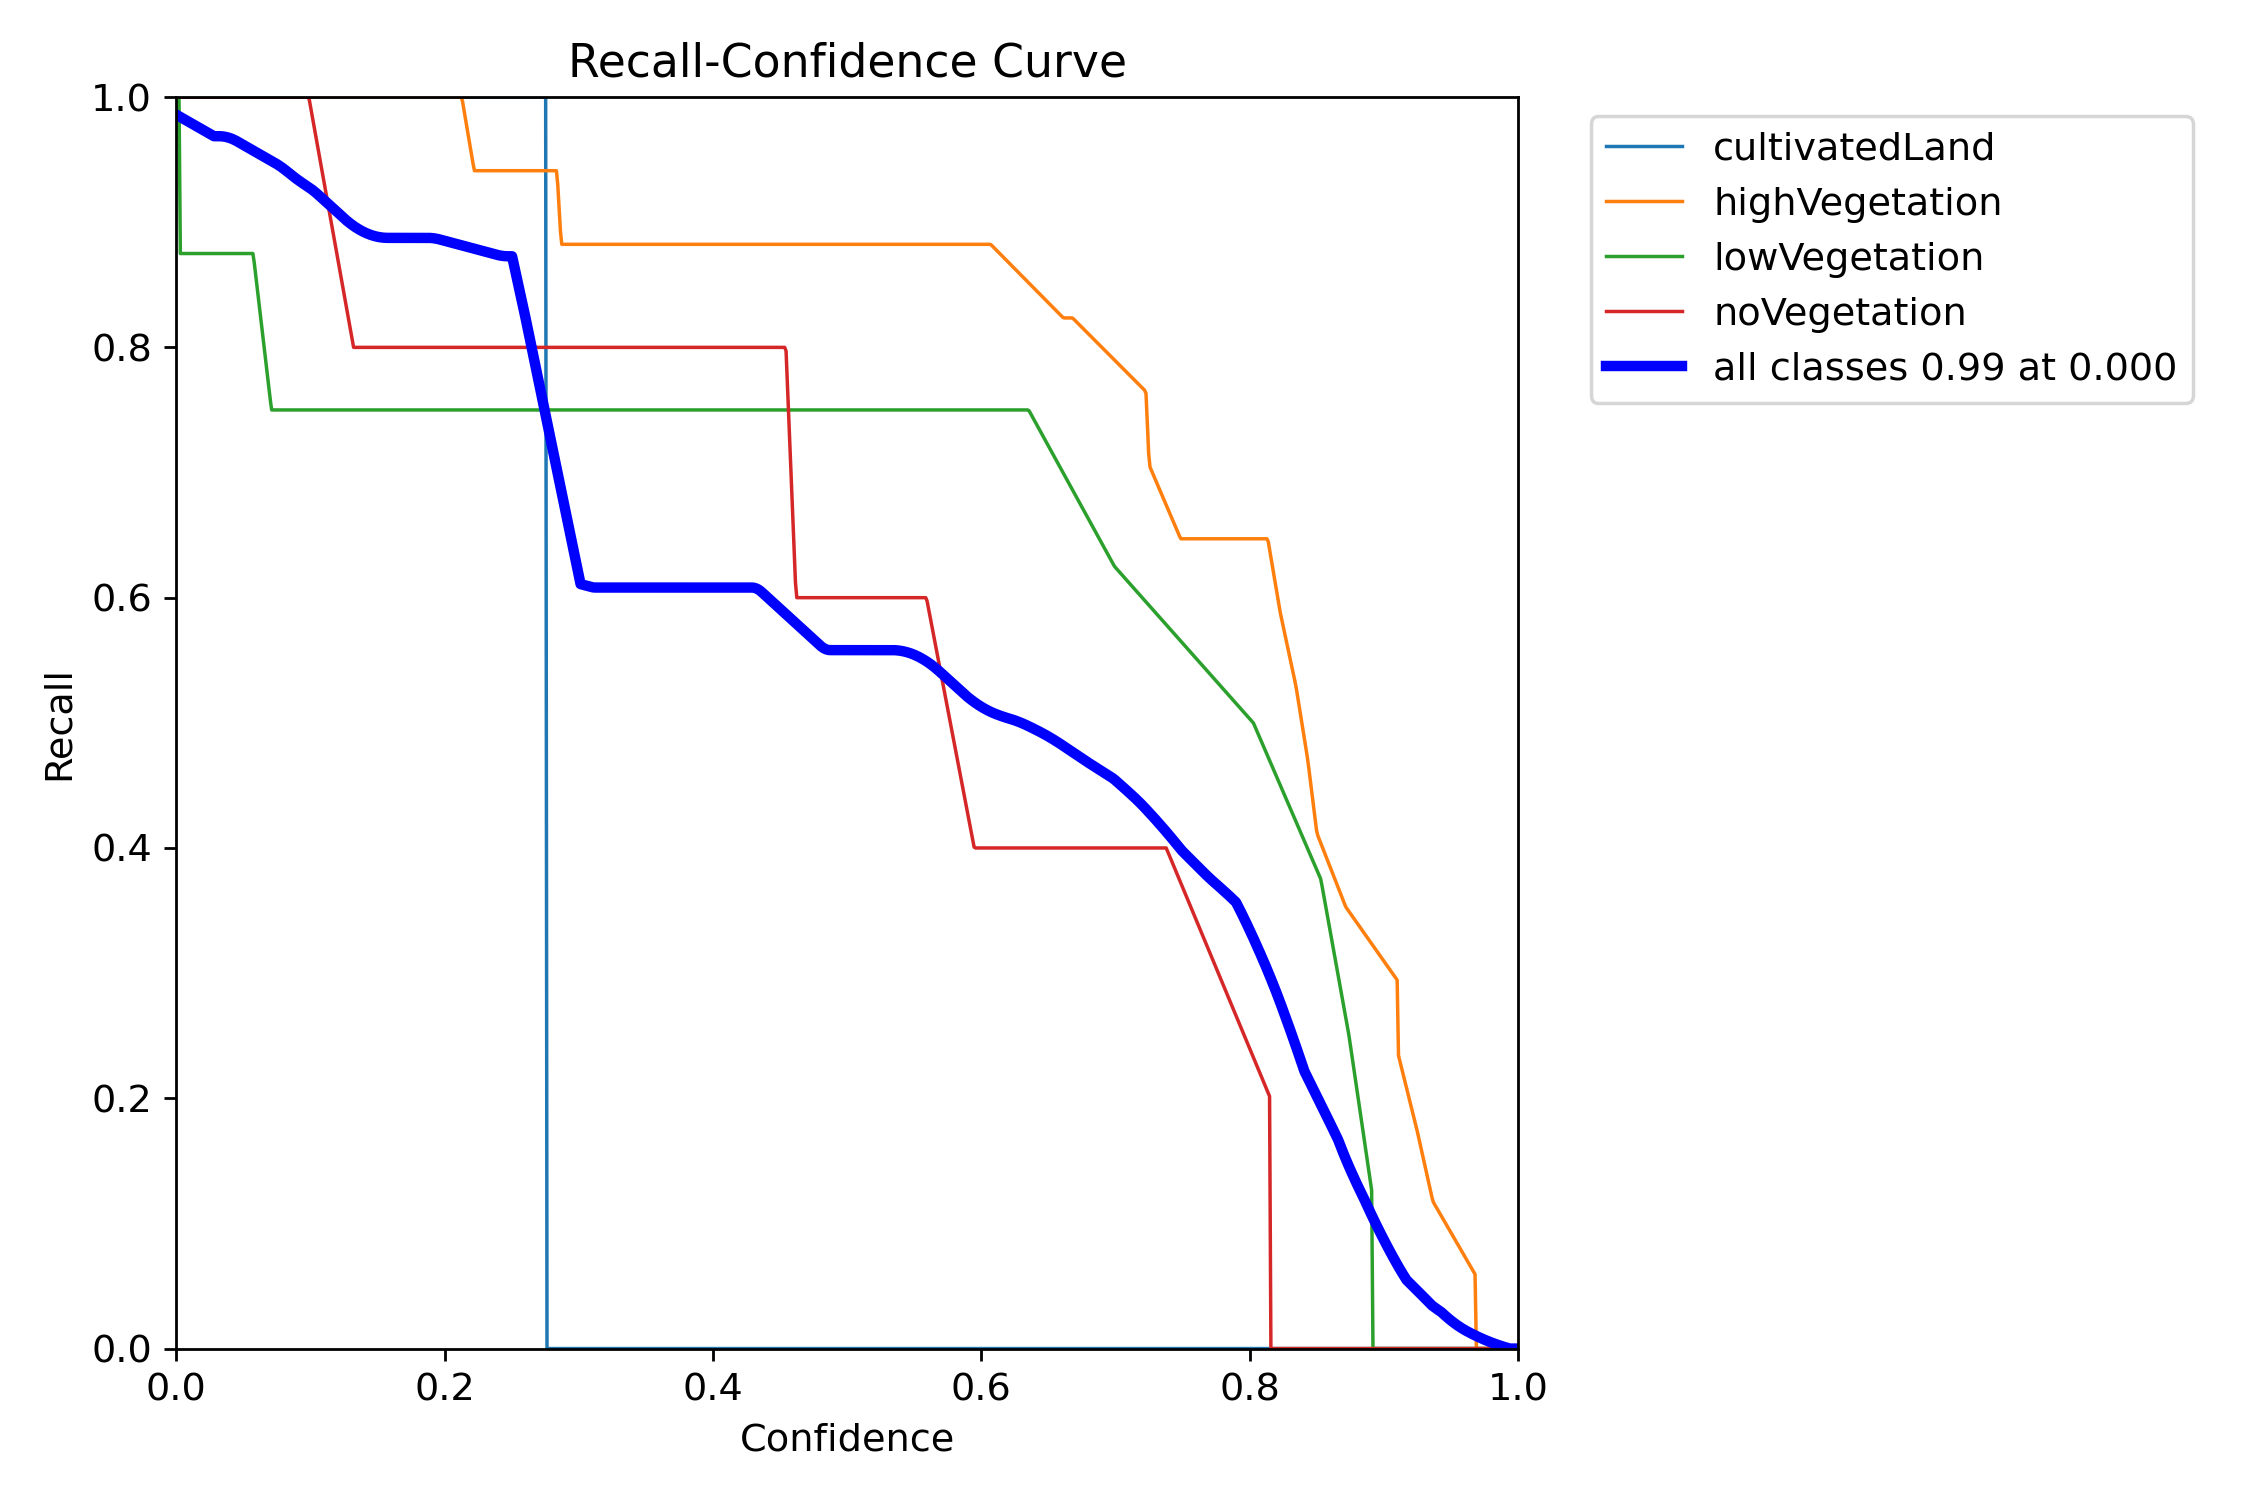 Recall-Confidence Curve
1.0
0.8
0.6
0.4
0.2
0.0
Recall
0.0 0.2 0.4 0.6 0.8 1.0
Confidence
cultivatedLand
highVegetation
lowVegetation
noVegetation
all classes 0.99 at 0.000